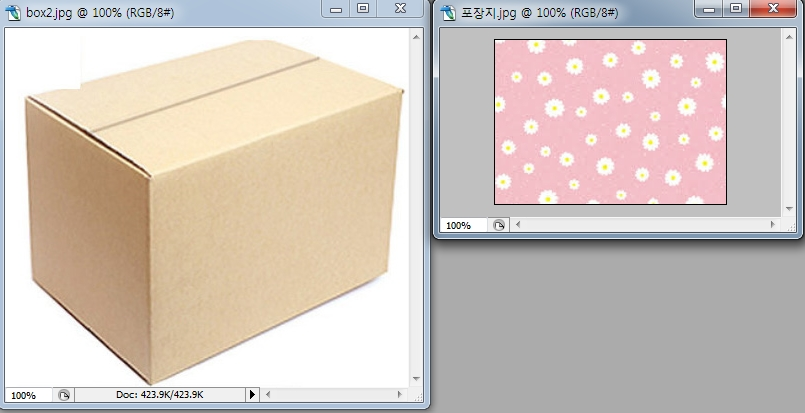 box2.jpg @ 100% (RGB/8#)
포장지.jpg @ 100% (RGB/8#)
100%
100%
Doc: 423.9K/423.9K